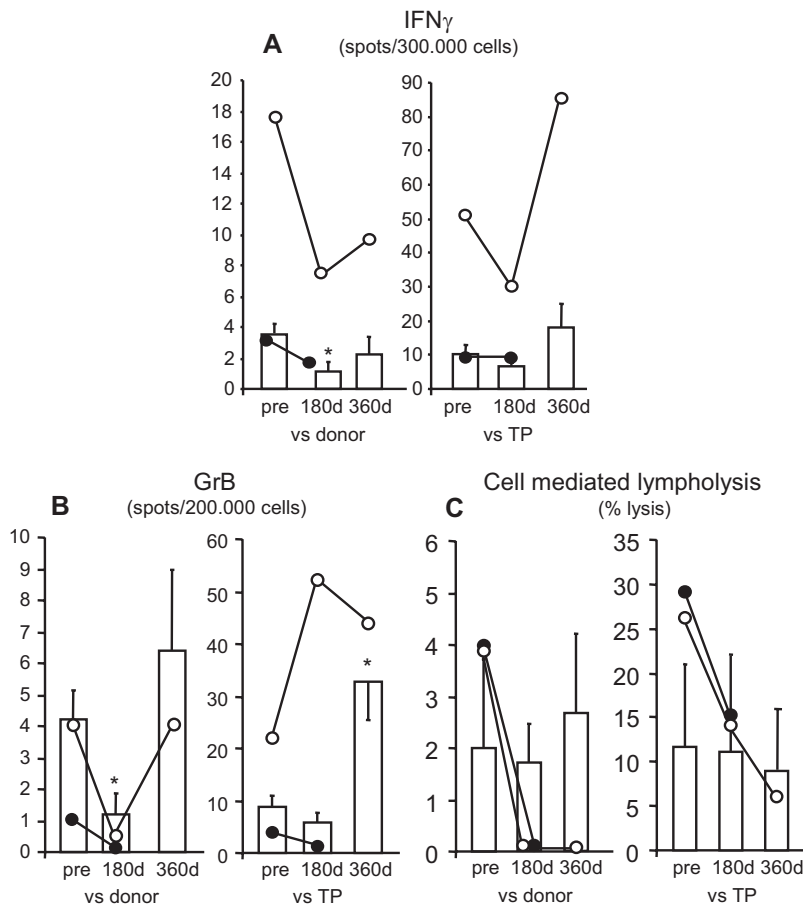 IFNγ
A
(spots/300.000 cells)
20
18
16
14
12
10
8
6
4
2
0
*
pre 180d 360d
vs donor
90
80
70
60
50
40
30
20
10
0
pre 180d 360d
vs TP
GrB
B
(spots/200.000 cells)
10
9
8
7
6
5
4
3
2
1
0
*
pre 180d 360d
vs donor
60
50
40
30
20
10
0
*
pre 180d 360d
vs TP
Cell mediated lympholysis
C
(% lysis)
6
5
4
3
2
1
0
pre 180d 360d
vs donor
35
30
25
20
15
10
5
0
pre 180d 360d
vs TP